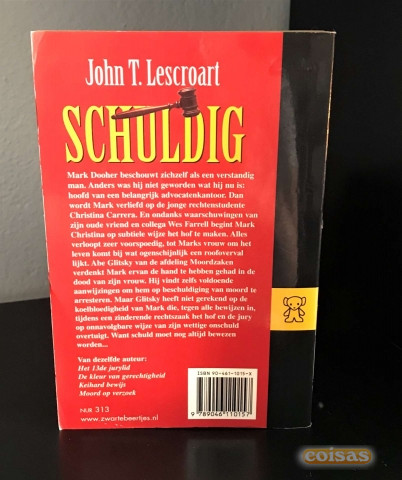 John T. Lescroart
SCHULDIG
Mark Dooher beschouwt zichzelf als een verstandig
man. Anders was hij niet geworden wat hij nu is:
hoofd van een belangrijk advocatenkantoor. Dan
wordt Mark verliefd op de jonge rechtenstudente
Christina Carrera. En ondanks waarschuwingen van
zijn oude vriend en collega Wes Farrell begint Mark
Christina op subtiele wijze het hof te maken. Alles
verloopt zeer voorspoedig, tot Marks vrouw om het
leven komt bij wat ogenschijnlijk een roofoverval
lijkt. Abe Glitsky van de afdeling Moordzaken
verdenkt Mark ervan de hand te hebben gehad in de
dood van zijn vrouw. Hij vindt zelfs voldoende
aanwijzingen om hem op beschuldiging van moord te
arresteren. Maar Glitsky heeft niet gerekend op de
koelbloedigheid van Mark die, tegen alle bewijzen in,
tijdens een zinderende rechtszaak het hof en de jury
op onnavolgbare wijze van zijn wettige onschuld
overtuigt. Want schuld moet nog altijd bewezen
worden...
Van dezelfde auteur:
Het 13de jurylid
De kleur van gerechtigheid
Keihard bewijs
Moord op verzoek
NUR 313
www.zwartebeertjes.nl
ISBN 90-461-1015-X
9789046110157
coisas